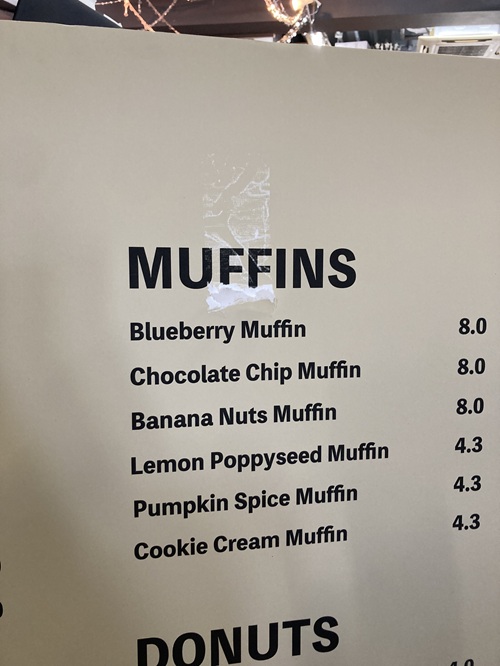 MUFFINS
Blueberry Muffin 8.0
Chocolate Chip Muffin 8.0
Banana Nuts Muffin 8.0
Lemon Poppyseed Muffin 4.3
Pumpkin Spice Muffin 4.3
Cookie Cream Muffin 4.3
DONUTS